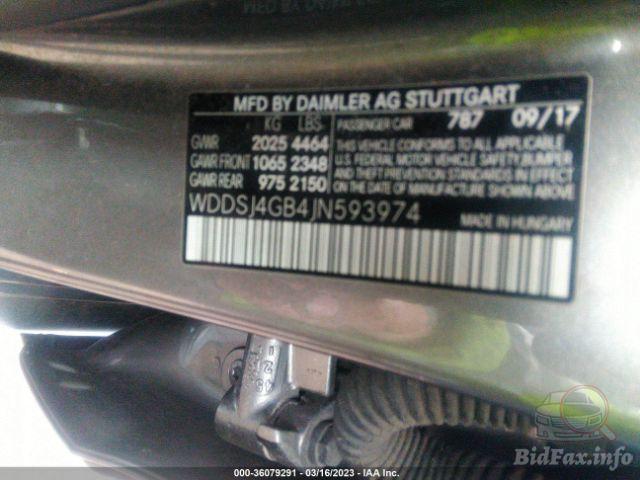 MFD BY DAIMLER AG STUTTGART
KG LBS PASSENGER CAR 787 09/17
GVWR 2025 4464
GAWR FRONT 1065 2348
GAWR REAR 975 2150
THIS VEHICLE CONFORMS TO ALL APPLICABLE
U.S. FEDERAL MOTOR VEHICLE SAFETY, BUMPER
AND THEFT PREVENTION STANDARDS IN EFFECT
ON THE DATE OF MANUFACTURE SHOWN ABOVE
WDDSJ4GB4JN593974
000-36079291 - 03/16/2023 - IAA Inc.
BidFax.info